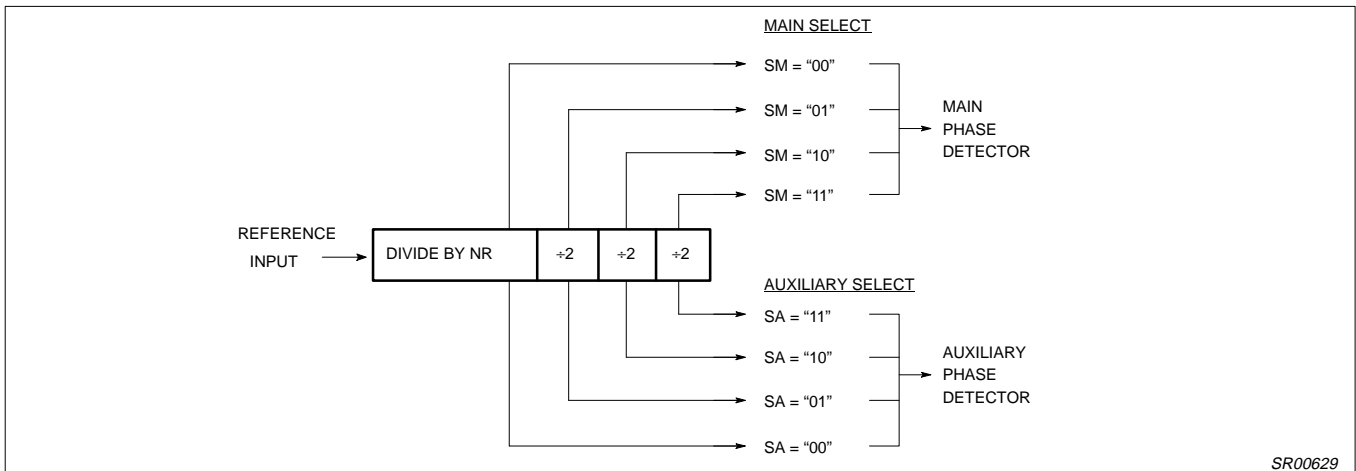 MAIN SELECT
SM = “00”
SM = “01”
SM = “10”
SM = “11”
MAIN
PHASE
DETECTOR
REFERENCE
INPUT
DIVIDE BY NR
÷2
÷2
÷2
AUXILIARY SELECT
SA = “11”
SA = “10”
SA = “01”
SA = “00”
AUXILIARY
PHASE
DETECTOR
SR00629